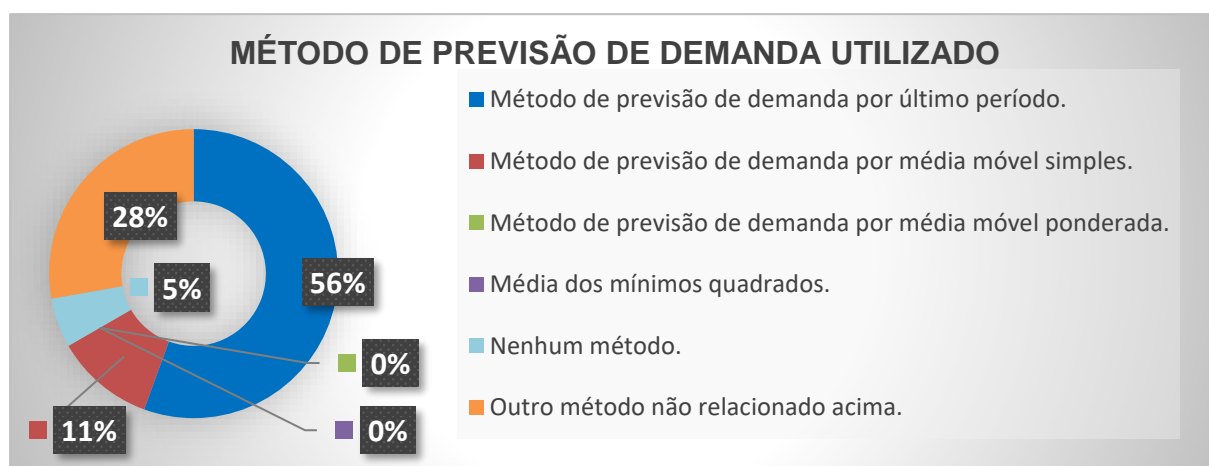 MÉTODO DE PREVISÃO DE DEMANDA UTILIZADO
Método de previsão de demanda por último período.
Método de previsão de demanda por média móvel simples.
Método de previsão de demanda por média móvel ponderada.
Média dos mínimos quadrados.
Nenhum método.
Outro método não relacionado acima.
28%
5%
56%
0%
0%
11%